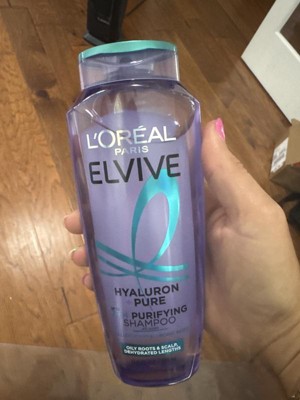 L'ORÉAL
PARIS
ELVIVE
HYALURON
PURE
PURIFYING
SHAMPOO
OILY ROOTS & SCALP,
DEHYDRATED LENGTHS